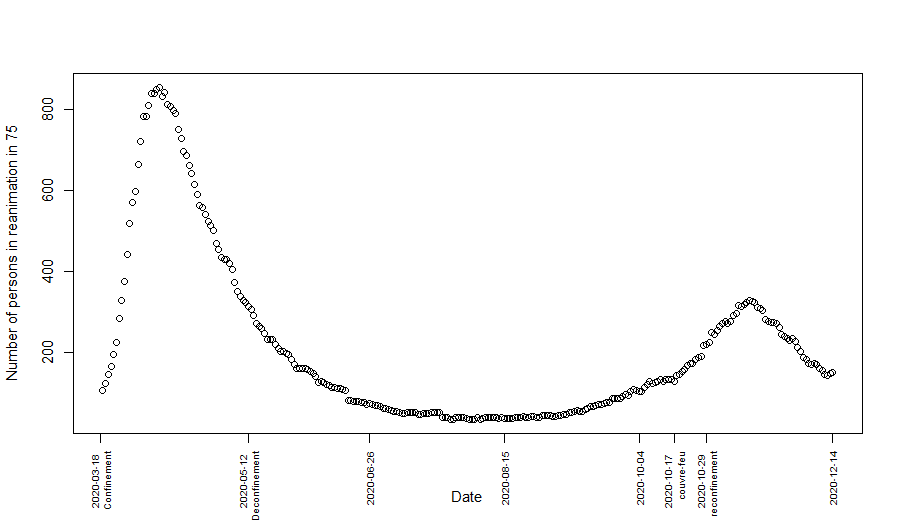 Number of persons in reanimation in 75
800
600
400
200
2020-03-18
Confinement
2020-05-12
Deconfinement
2020-06-26
2020-08-15
2020-10-04
2020-10-17
couvre-feu
2020-10-29
reconfinement
2020-12-14
Date